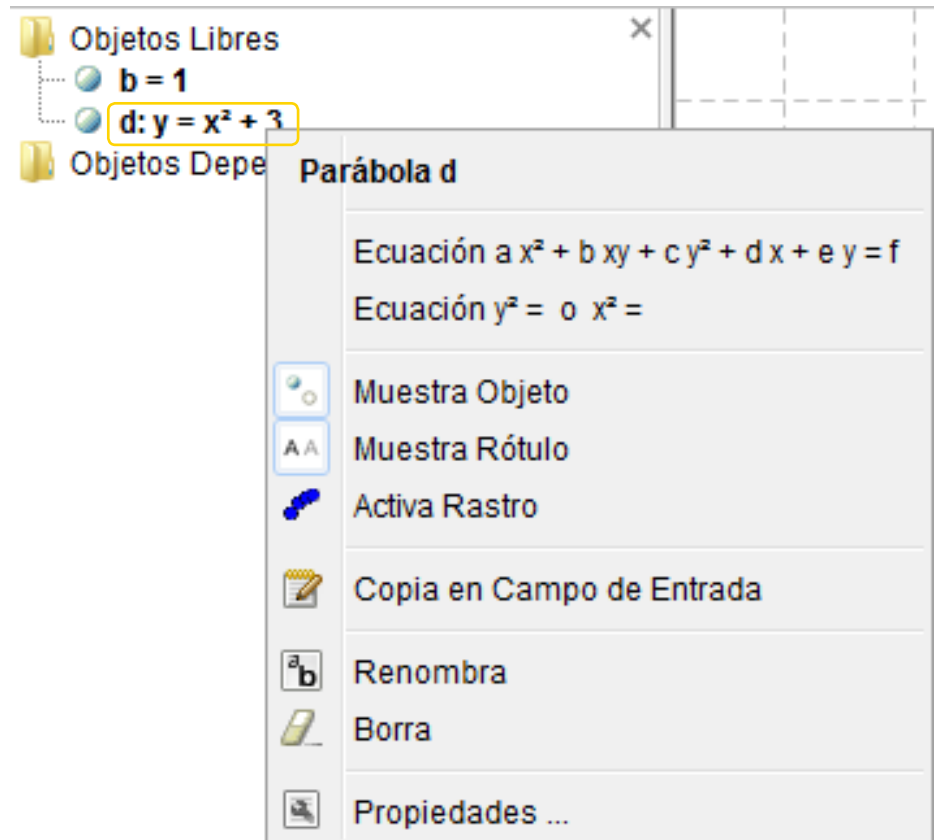 Objetos Libres
b = 1
d: y = x² + 3
Objetos Depe
Parábola d
Ecuación a x² + b xy + c y² + d x + e y = f
Ecuación y² = o x² =
Muestra Objeto
A A Muestra Rótulo
Activa Rastro
Copia en Campo de Entrada
ab Renombra
Borra
Propiedades ...